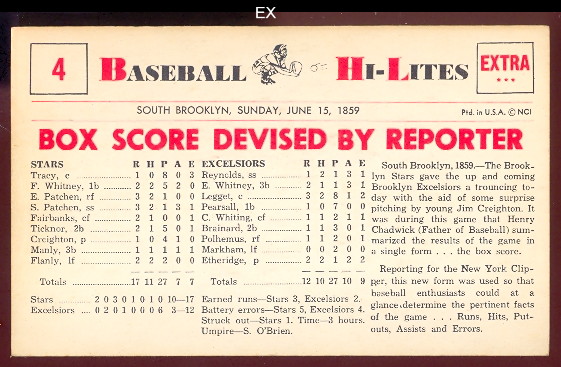 EX
4
BASEBALL HI-LITES
EXTRA
SOUTH BROOKLYN, SUNDAY, JUNE 15, 1859
Ptd. in U.S.A. © NCI
BOX SCORE DEVISED BY REPORTER
STARS R H P A E
Tracy, c 1 0 8 0 3
F. Whitney, 1b 2 2 5 2 0
E. Patchen, rf 3 2 1 0 0
S. Patchen, ss 3 2 1 3 1
Fairbanks, cf 2 1 0 0 1
Ticknor, 2b 2 1 5 0 1
Creighton, p 1 0 4 1 0
Manly, 3b 1 1 1 1 1
Flanly, lf 2 2 2 0 0
Totals 17 11 27 7 7
Stars 2 0 3 0 1 0 1 0 10—17
Excelsiors .... 0 2 0 1 0 0 0 6 3—12
EXCELSIORS R H P A E
Reynolds, ss 1 2 1 3 1
E. Whitney, 3b 2 1 1 3 1
Legget, c 3 2 8 1 2
Pearsall, 1b 1 0 7 0 0
C. Whiting, cf 1 1 2 1 1
Brainard, 2b 1 1 3 0 1
Polhemus, rf 1 1 2 0 1
Markham, lf 0 0 2 0 0
Etheridge, p 2 2 1 2 2
Totals 12 10 27 10 9
Earned runs—Stars 3, Excelsiors 2.
Battery errors—Stars 5, Excelsiors 4.
Struck out—Stars 1. Time—3 hours.
Umpire—S. O'Brien.
South Brooklyn, 1859.—The Brook-
lyn Stars gave the up and coming
Brooklyn Excelsiors a trouncing to-
day with the aid of some surprise
pitching by young Jim Creighton. It
was during this game that Henry
Chadwick (Father of Baseball) sum-
marized the results of the game in
a single form . . . the box score.
Reporting for the New York Clip-
per, this new form was used so that
baseball enthusiasts could at a
glance determine the pertinent facts
of the game . . . Runs, Hits, Put-
outs, Assists and Errors.